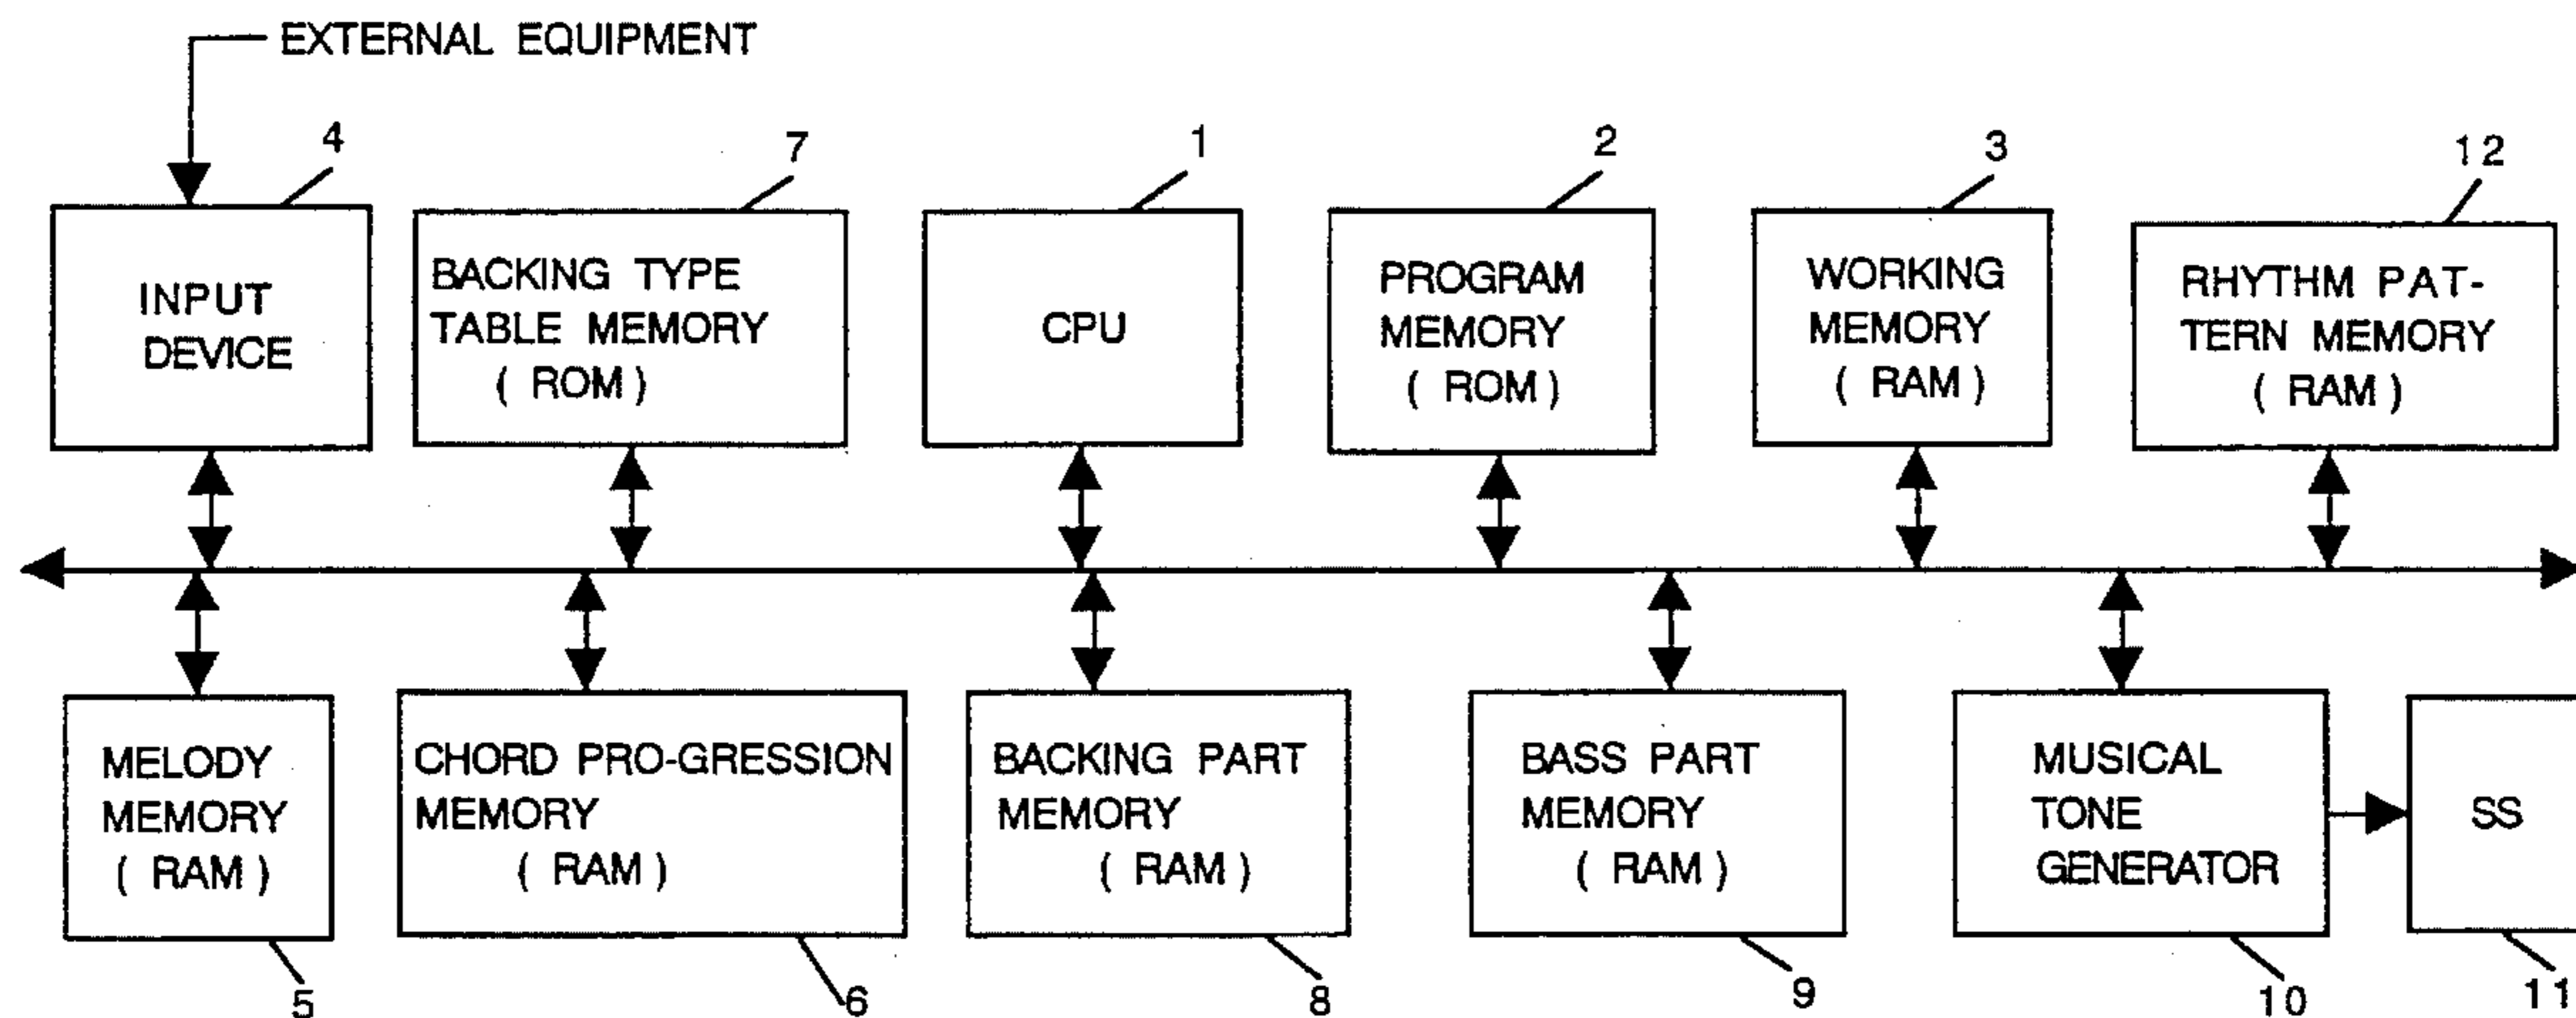 EXTERNAL EQUIPMENT
4
7
1
2
3
12
INPUT
DEVICE
BACKING TYPE
TABLE MEMORY
( ROM )
CPU
PROGRAM
MEMORY
( ROM )
WORKING
MEMORY
( RAM )
RHYTHM PAT-
TERN MEMORY
( RAM )
MELODY
MEMORY
( RAM )
CHORD PRO-GRESSION
MEMORY
( RAM )
BACKING PART
MEMORY
( RAM )
BASS PART
MEMORY
( RAM )
MUSICAL
TONE
GENERATOR
SS
5
6
8
9
10
11